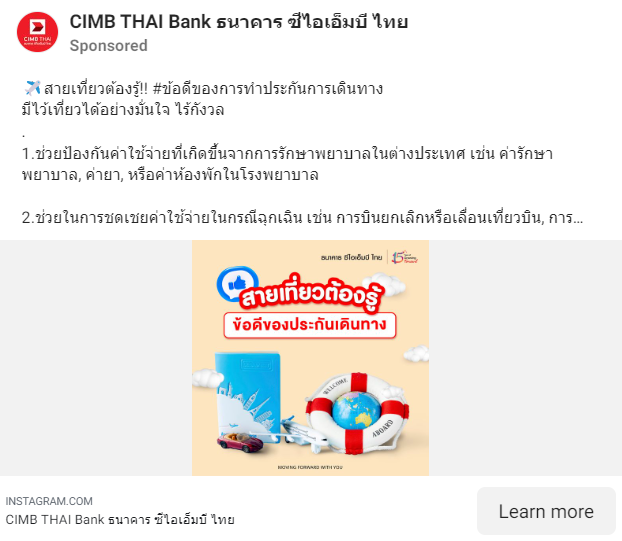 CIMB THAI Bank ธนาคาร ซีไอเอ็มบี ไทย
Sponsored
CIMB THAI
✈️ สายเที่ยวต้องรู้!! #ข้อดีของการทำประกันการเดินทาง
มีไว้เที่ยวได้อย่างมั่นใจ ไร้กังวล
.
1.ช่วยป้องกันค่าใช้จ่ายที่เกิดขึ้นจากการรักษาพยาบาลในต่างประเทศ เช่น ค่ารักษา
พยาบาล, ค่ายา, หรือค่าห้องพักในโรงพยาบาล
2.ช่วยในการชดเชยค่าใช้จ่ายในกรณีฉุกเฉิน เช่น การบินยกเลิกหรือเลื่อนเที่ยวบิน, การ...
ธนาคาร ซีไอเอ็มบี ไทย
15
สายเที่ยวต้องรู้
ข้อดีของประกันเดินทาง
WELCOME
ABOARD
MOVING FORWARD WITH YOU
INSTAGRAM.COM
CIMB THAI Bank ธนาคาร ซีไอเอ็มบี ไทย
Learn more